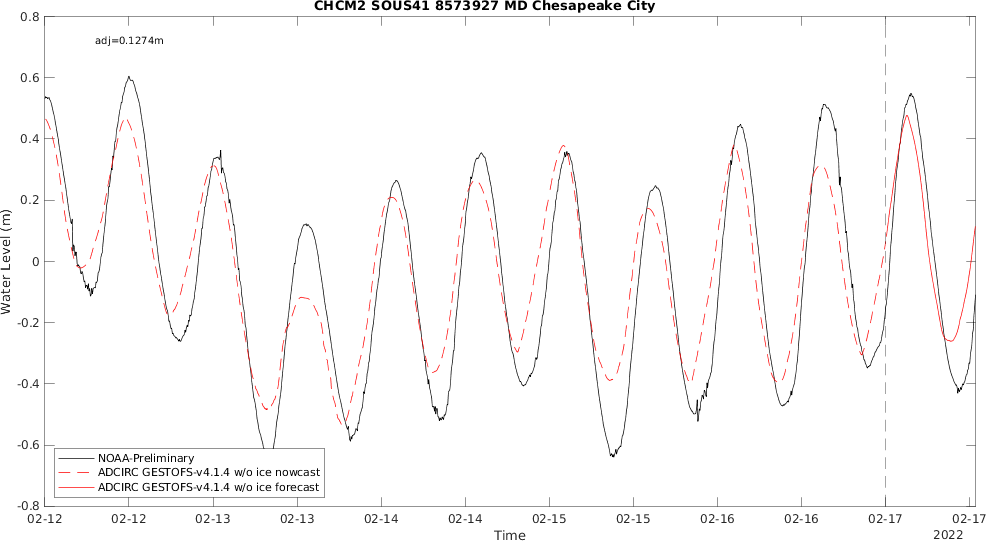 CHCM2 SOUS41 8573927 MD Chesapeake City
adj=0.1274m
0.8
0.6
0.4
0.2
0
-0.2
-0.4
-0.6
-0.8
Water Level (m)
NOAA-Preliminary
ADCIRC GESTOFS-v4.1.4 w/o ice nowcast
ADCIRC GESTOFS-v4.1.4 w/o ice forecast
02-12 02-12 02-13 02-13 02-14 02-14 02-15 02-15 02-16 02-16 02-17 02-17
Time
2022